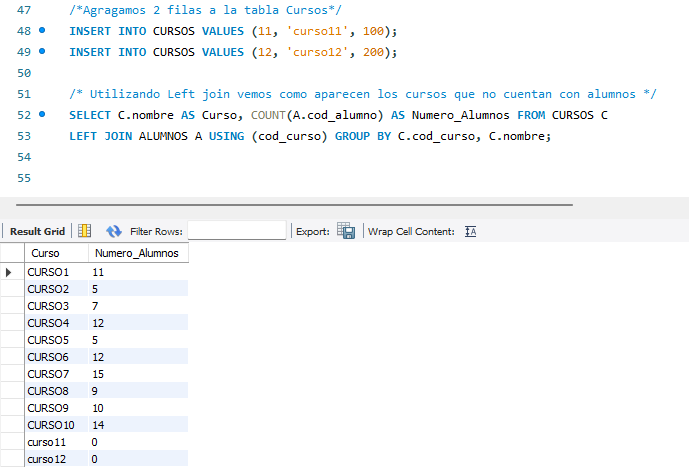 47 /*Agragamos 2 filas a la tabla Cursos*/
48 INSERT INTO CURSOS VALUES (11, 'curso11', 100);
49 INSERT INTO CURSOS VALUES (12, 'curso12', 200);
50
51 /* Utilizando Left join vemos como aparecen los cursos que no cuentan con alumnos */
52 SELECT C.nombre AS Curso, COUNT(A.cod_alumno) AS Numero_Alumnos FROM CURSOS C
53 LEFT JOIN ALUMNOS A USING (cod_curso) GROUP BY C.cod_curso, C.nombre;
54
55
Result Grid Filter Rows: Export: Wrap Cell Content:
Curso Numero_Alumnos
CURSO1 11
CURSO2 5
CURSO3 7
CURSO4 12
CURSO5 5
CURSO6 12
CURSO7 15
CURSO8 9
CURSO9 10
CURSO10 14
curso11 0
curso12 0